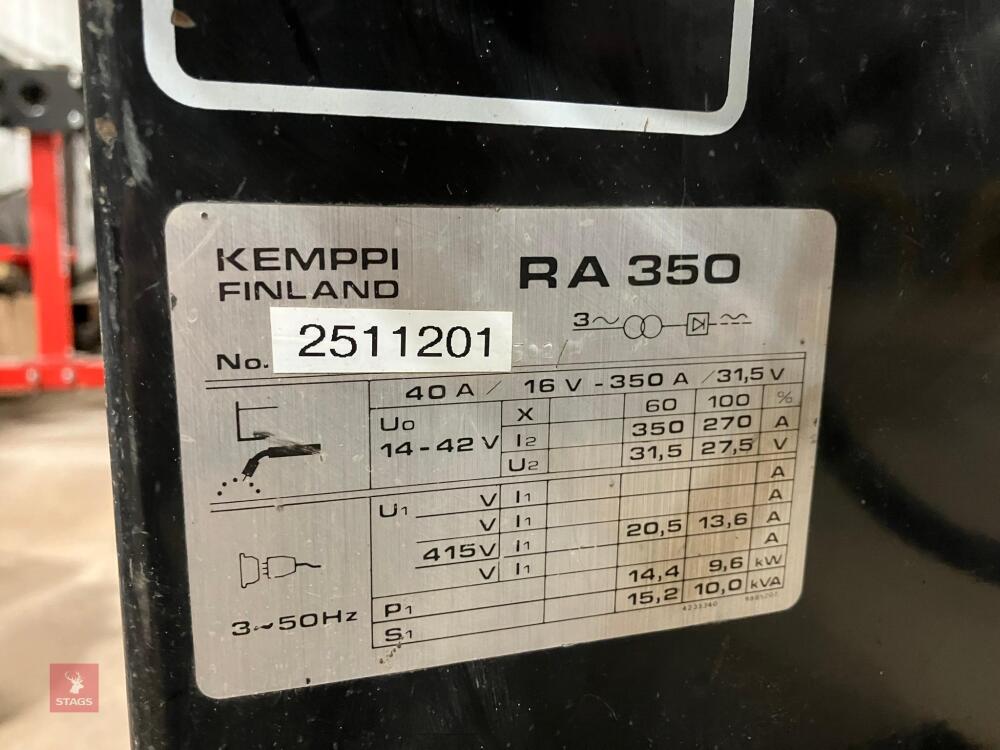 KEMPPI RA 350
FINLAND
No. 2511201 3~
40 A / 16 V - 350 A / 31,5 V
U0 X 60 100 %
14-42 V I2 350 270 A
U2 31,5 27,5 V
U1 V I1 A
V I1 A
415V I1 20,5 13,6 A
V I1 A
P1 14,4 9,6 kW
3~50Hz S1 15,2 10,0 kVA
4233340
STAGS